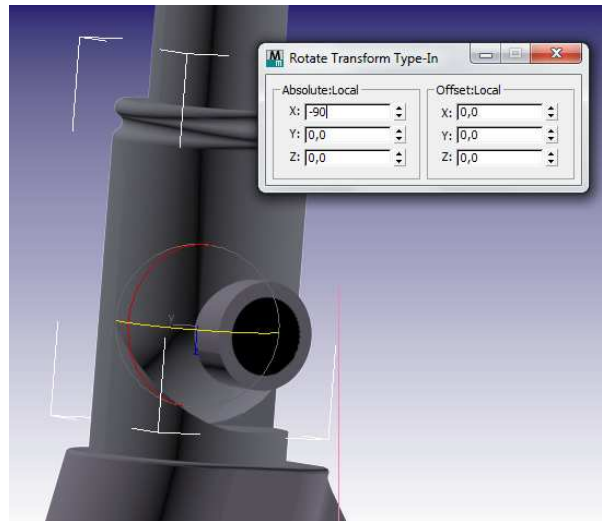 Rotate Transform Type-In
Absolute:Local
X: -90
Y: 0,0
Z: 0,0
Offset:Local
X: 0,0
Y: 0,0
Z: 0,0
y
z